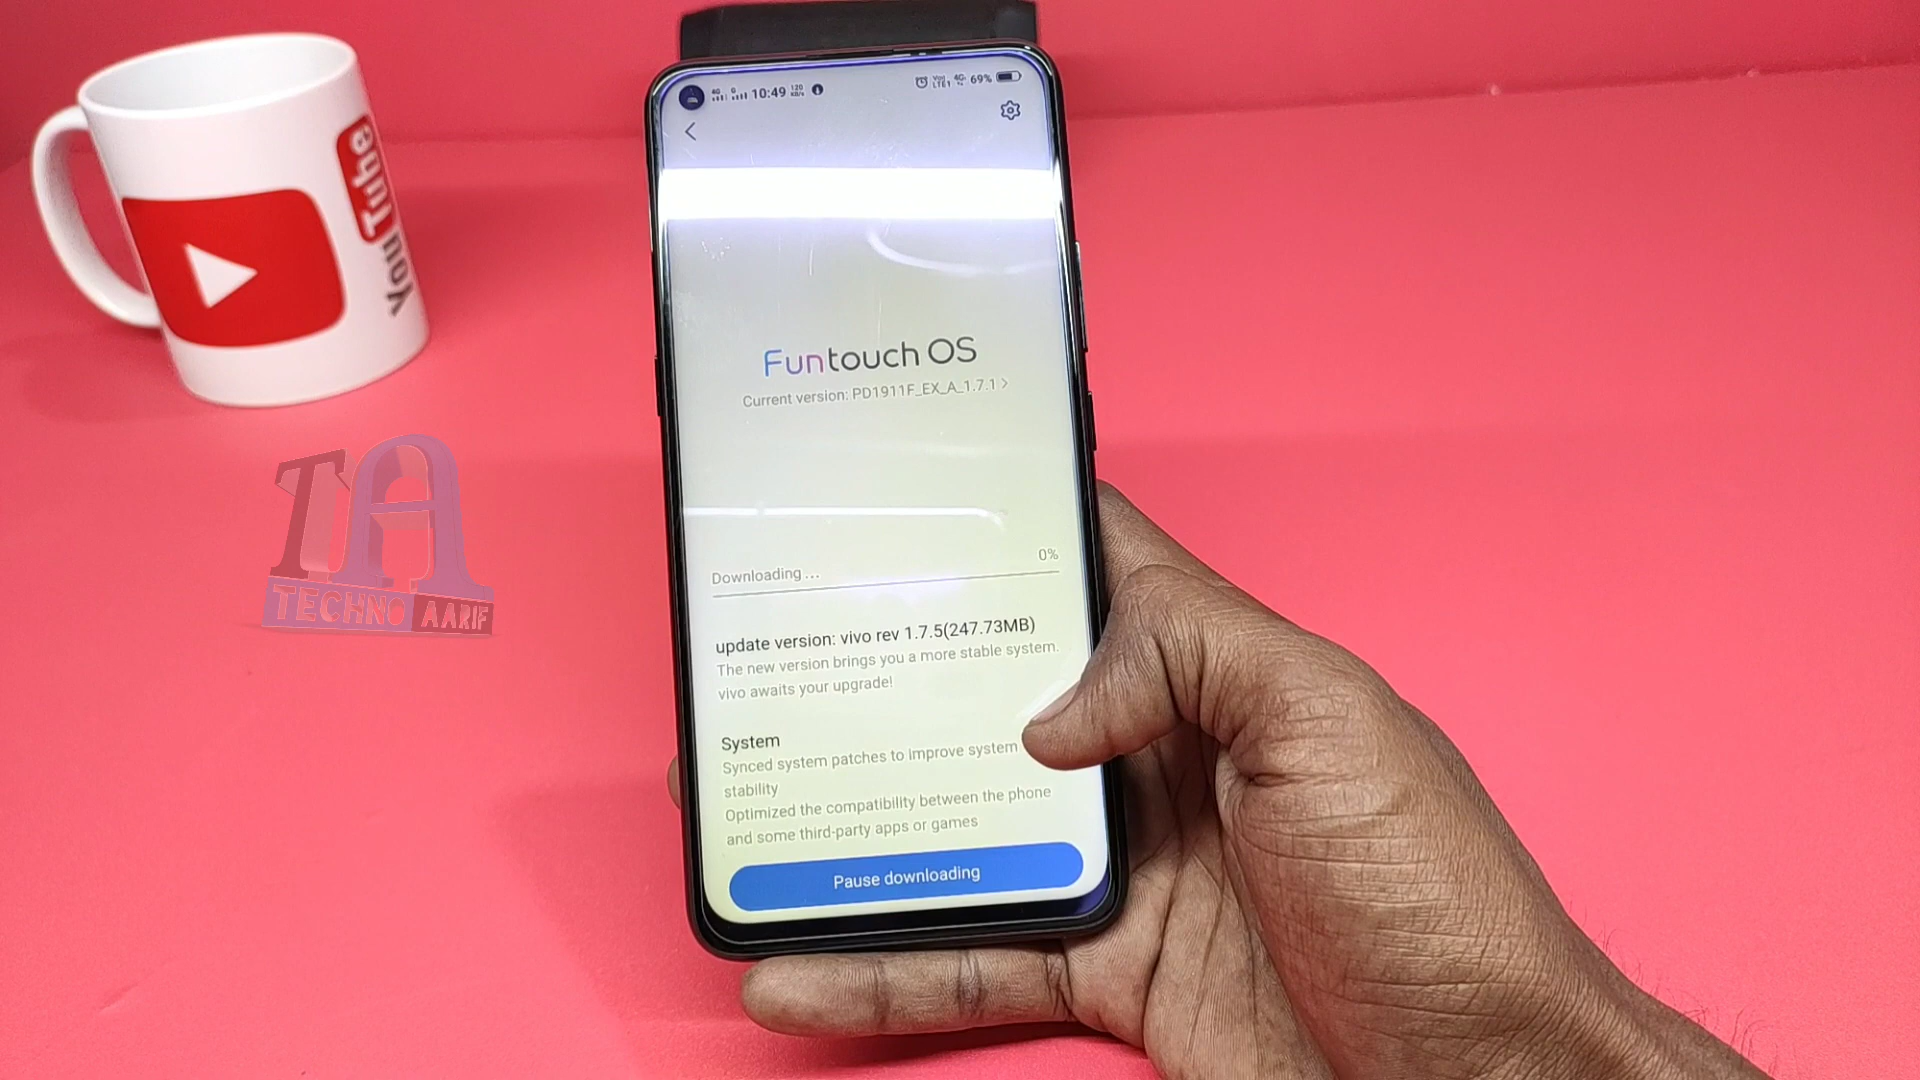 10:49
69%
YouTube
Funtouch OS
Current version: PD1911F_EX_A_1.7.1 >
0%
Downloading ...
update version: vivo rev 1.7.5(247.73MB)
The new version brings you a more stable system.
vivo awaits your upgrade!
System
Synced system patches to improve system
stability
Optimized the compatibility between the phone
and some third-party apps or games
Pause downloading
TA
TECHNO AARIF